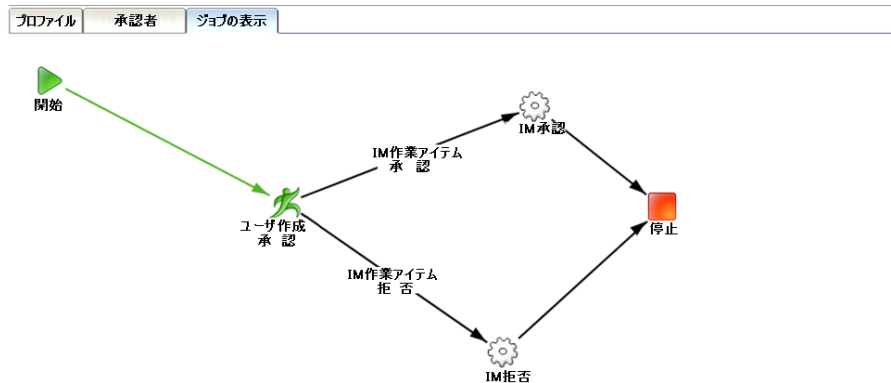 プロファイル
承認者
ジョブの表示
開始
IM承認
IM作業アイテム
承 認
ユーザ作成
承 認
停止
IM作業アイテム
拒 否
IM拒否